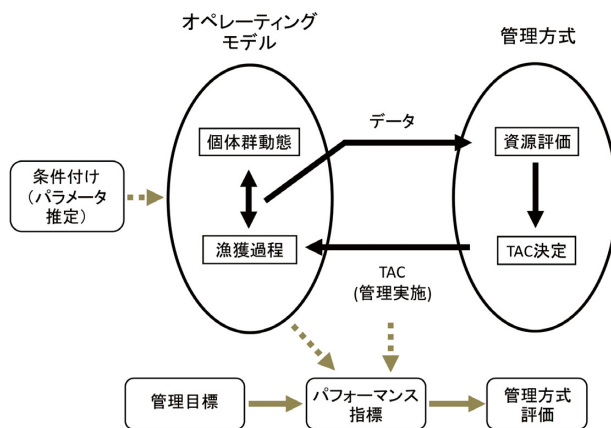 オペレーティング
モデル
管理方式
個体群動態
データ
資源評価
条件付け
(パラメータ
推定)
漁獲過程
TAC決定
TAC
(管理実施)
管理目標
パフォーマンス
指標
管理方式
評価